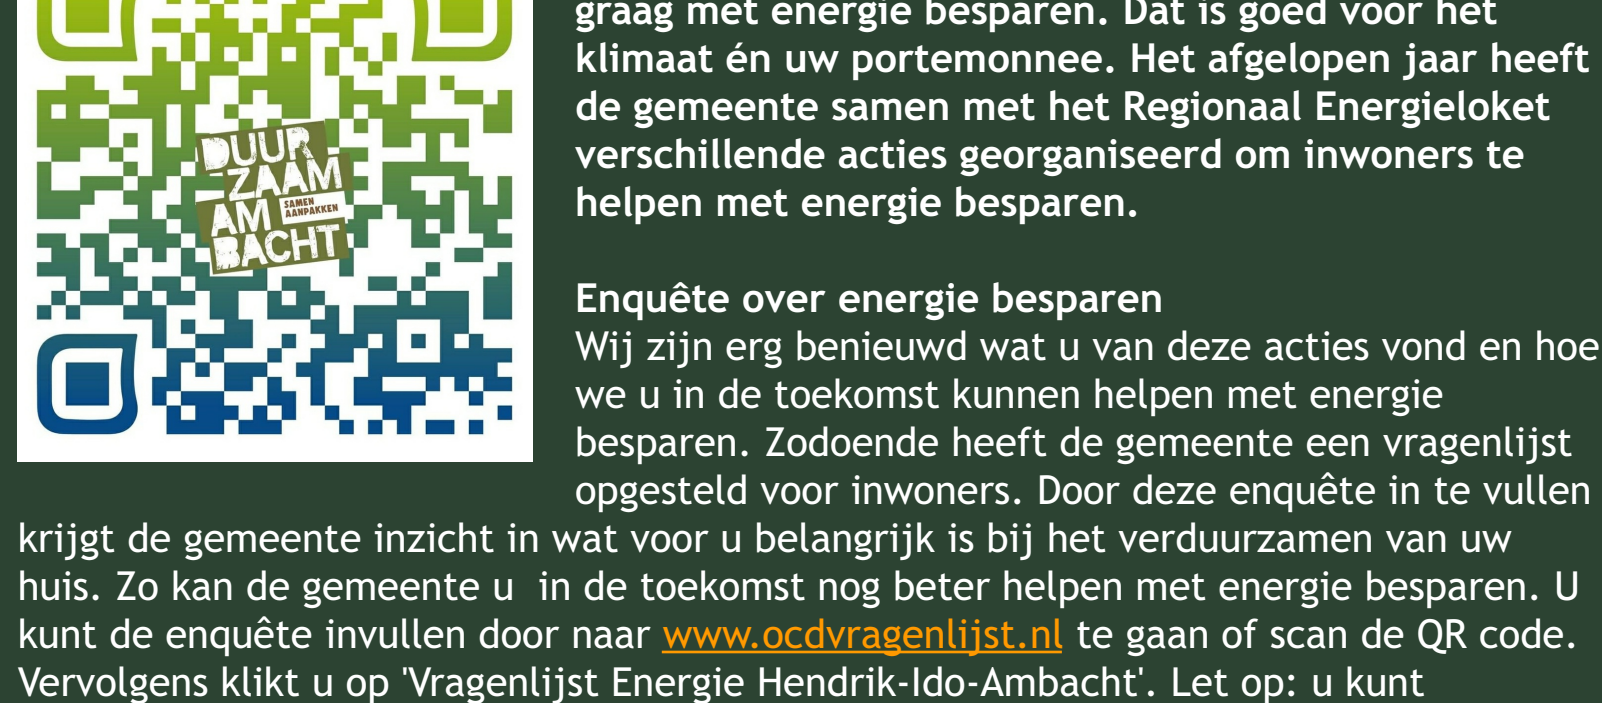 DUUR
ZAAM
AM
SAMEN
AANPAKKEN
BACHT
graag met energie besparen. Dat is goed voor het
klimaat én uw portemonnee. Het afgelopen jaar heeft
de gemeente samen met het Regionaal Energieloket
verschillende acties georganiseerd om inwoners te
helpen met energie besparen.
Enquête over energie besparen
Wij zijn erg benieuwd wat u van deze acties vond en hoe
we u in de toekomst kunnen helpen met energie
besparen. Zodoende heeft de gemeente een vragenlijst
opgesteld voor inwoners. Door deze enquête in te vullen
krijgt de gemeente inzicht in wat voor u belangrijk is bij het verduurzamen van uw
huis. Zo kan de gemeente u  in de toekomst nog beter helpen met energie besparen. U
kunt de enquête invullen door naar www.ocdvragenlijst.nl te gaan of scan de QR code.
Vervolgens klikt u op 'Vragenlijst Energie Hendrik-Ido-Ambacht'. Let op: u kunt